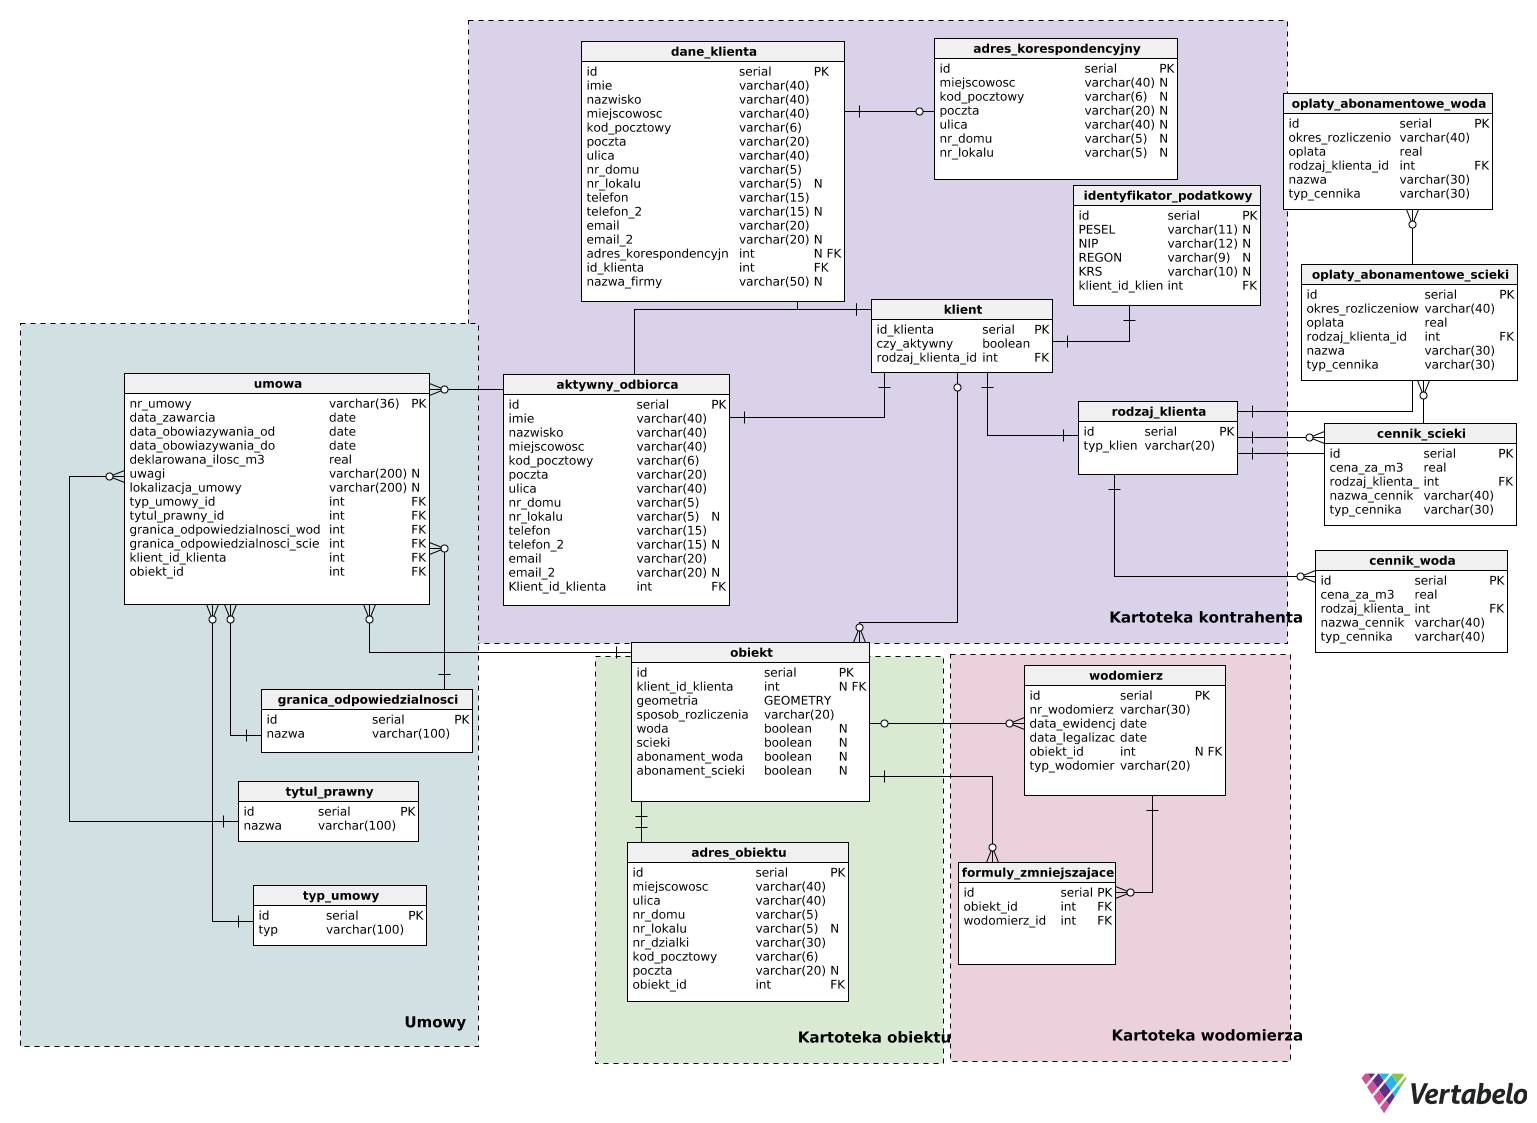 dane_klienta
id serial PK
imie varchar(40)
nazwisko varchar(40)
miejscowosc varchar(40)
kod_pocztowy varchar(6)
poczta varchar(20)
ulica varchar(40)
nr_domu varchar(5)
nr_lokalu varchar(5) N
telefon varchar(15)
telefon_2 varchar(15) N
email varchar(20)
email_2 varchar(20) N
adres_korespondencyjn int N FK
id_klienta int FK
nazwa_firmy varchar(50) N
adres_korespondencyjny
id serial PK
miejscowosc varchar(40) N
kod_pocztowy varchar(6) N
poczta varchar(20) N
ulica varchar(40) N
nr_domu varchar(5) N
nr_lokalu varchar(5) N
oplaty_abonamentowe_woda
id serial PK
okres_rozliczenio varchar(40)
oplata real
rodzaj_klienta_id int FK
nazwa varchar(30)
typ_cennika varchar(30)
identyfikator_podatkowy
id serial PK
PESEL varchar(11) N
NIP varchar(12) N
REGON varchar(9) N
KRS varchar(10) N
klient_id_klien int FK
oplaty_abonamentowe_scieki
id serial PK
okres_rozliczeniow varchar(40)
oplata real
rodzaj_klienta_id int FK
nazwa varchar(30)
typ_cennika varchar(30)
klient
id_klienta serial PK
czy_aktywny boolean
rodzaj_klienta_id int FK
umowa
nr_umowy varchar(36) PK
data_zawarcia date
data_obowiazywania_od date
data_obowiazywania_do date
deklarowana_ilosc_m3 real
uwagi varchar(200) N
lokalizacja_umowy varchar(200) N
typ_umowy_id int FK
tytul_prawny_id int FK
granica_odpowiedzialnosci_wod int FK
granica_odpowiedzialnosci_scie int FK
klient_id_klienta int FK
obiekt_id int FK
aktywny_odbiorca
id serial PK
imie varchar(40)
nazwisko varchar(40)
miejscowosc varchar(40)
kod_pocztowy varchar(6)
poczta varchar(20)
ulica varchar(40)
nr_domu varchar(5)
nr_lokalu varchar(5) N
telefon varchar(15)
telefon_2 varchar(15) N
email varchar(20)
email_2 varchar(20) N
Klient_id_klienta int FK
rodzaj_klienta
id serial PK
typ_klien varchar(20)
cennik_scieki
id serial PK
cena_za_m3 real
rodzaj_klienta_ int FK
nazwa_cennik varchar(40)
typ_cennika varchar(30)
cennik_woda
id serial PK
cena_za_m3 real
rodzaj_klienta_ int FK
nazwa_cennik varchar(40)
typ_cennika varchar(40)
Kartoteka kontrahenta
obiekt
id serial PK
klient_id_klienta int N FK
geometria GEOMETRY
sposob_rozliczenia varchar(20)
woda boolean N
scieki boolean N
abonament_woda boolean N
abonament_scieki boolean N
wodomierz
id serial PK
nr_wodomierz varchar(30)
data_ewidencj date
data_legalizac date
obiekt_id int N FK
typ_wodomier varchar(20)
granica_odpowiedzialnosci
id serial PK
nazwa varchar(100)
tytul_prawny
id serial PK
nazwa varchar(100)
typ_umowy
id serial PK
typ varchar(100)
adres_obiektu
id serial PK
miejscowosc varchar(40)
ulica varchar(40)
nr_domu varchar(5)
nr_lokalu varchar(5) N
nr_dzialki varchar(30)
kod_pocztowy varchar(6)
poczta varchar(20) N
obiekt_id int FK
formuly_zmniejszajace
id serial PK
obiekt_id int FK
wodomierz_id int FK
Umowy
Kartoteka obiektu
Kartoteka wodomierza
Vertabelo